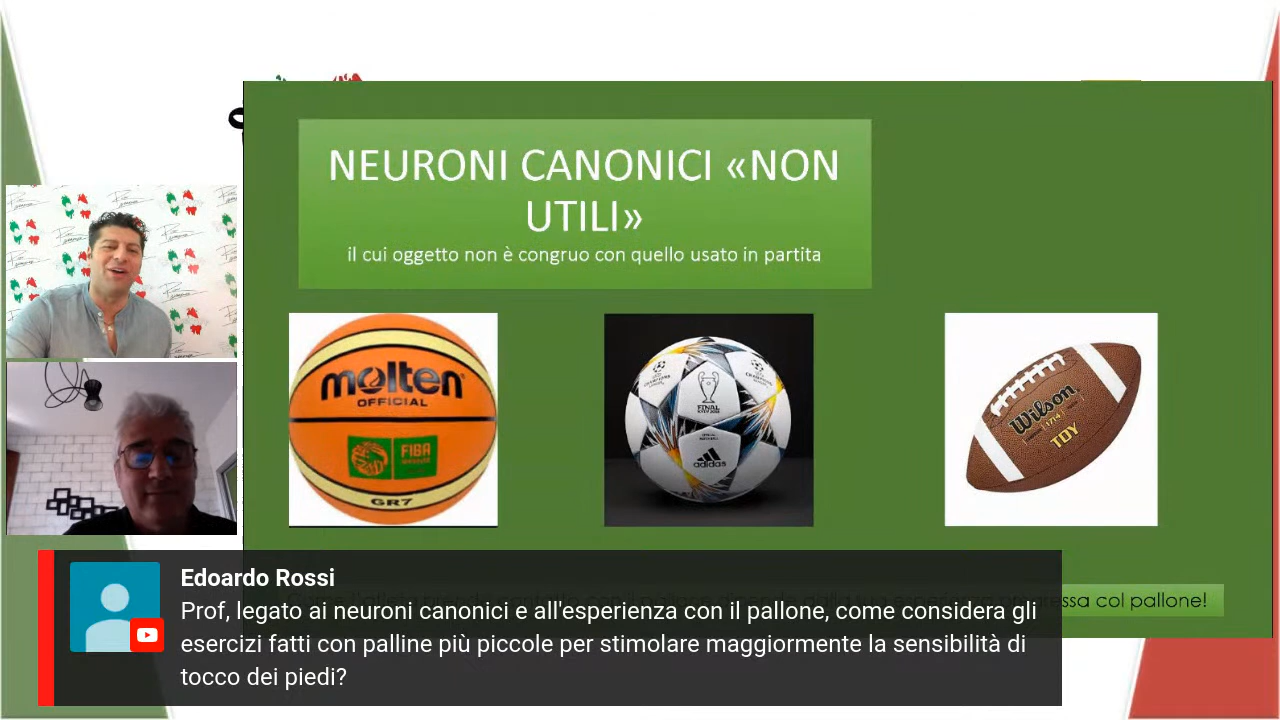 NEURONI CANONICI «NON
UTILI»
il cui oggetto non è congruo con quello usato in partita
molten
OFFICIAL
FIBA
GR7
FINAL
adidas
Wilson
TDY
pregressa col pallone!
Edoardo Rossi
Prof, legato ai neuroni canonici e all'esperienza con il pallone, come considera gli
esercizi fatti con palline più piccole per stimolare maggiormente la sensibilità di
tocco dei piedi?